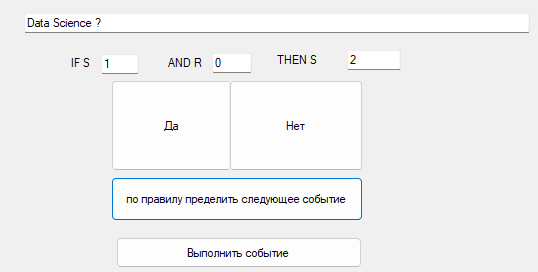 Data Science ?
IF S 1 AND R 0 THEN S 2
Да Нет
по правилу пределить следующее событие
Выполнить событие